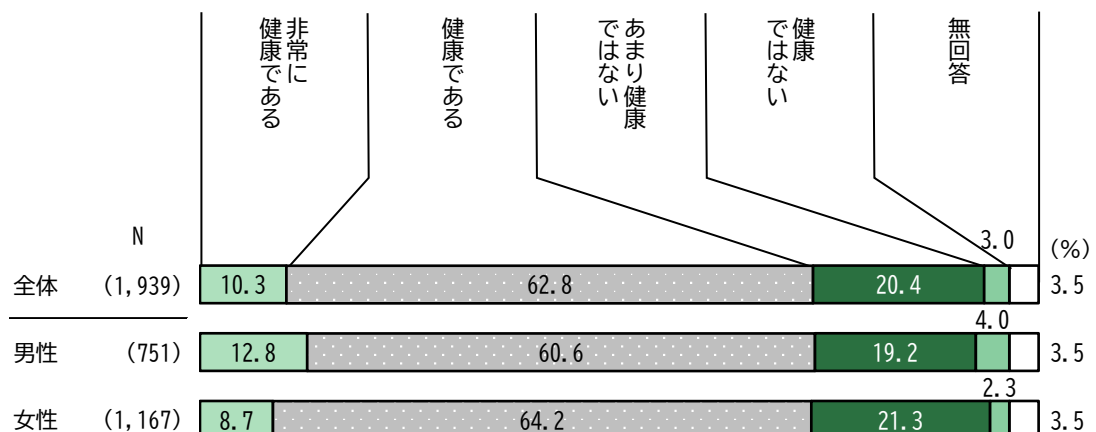 非常に
健康である
健康である
あまり健康
ではない
健康
ではない
無回答
N
(%)
3.0
全体 (1,939) 10.3 62.8 20.4 3.5
4.0
男性 (751) 12.8 60.6 19.2 3.5
2.3
女性 (1,167) 8.7 64.2 21.3 3.5